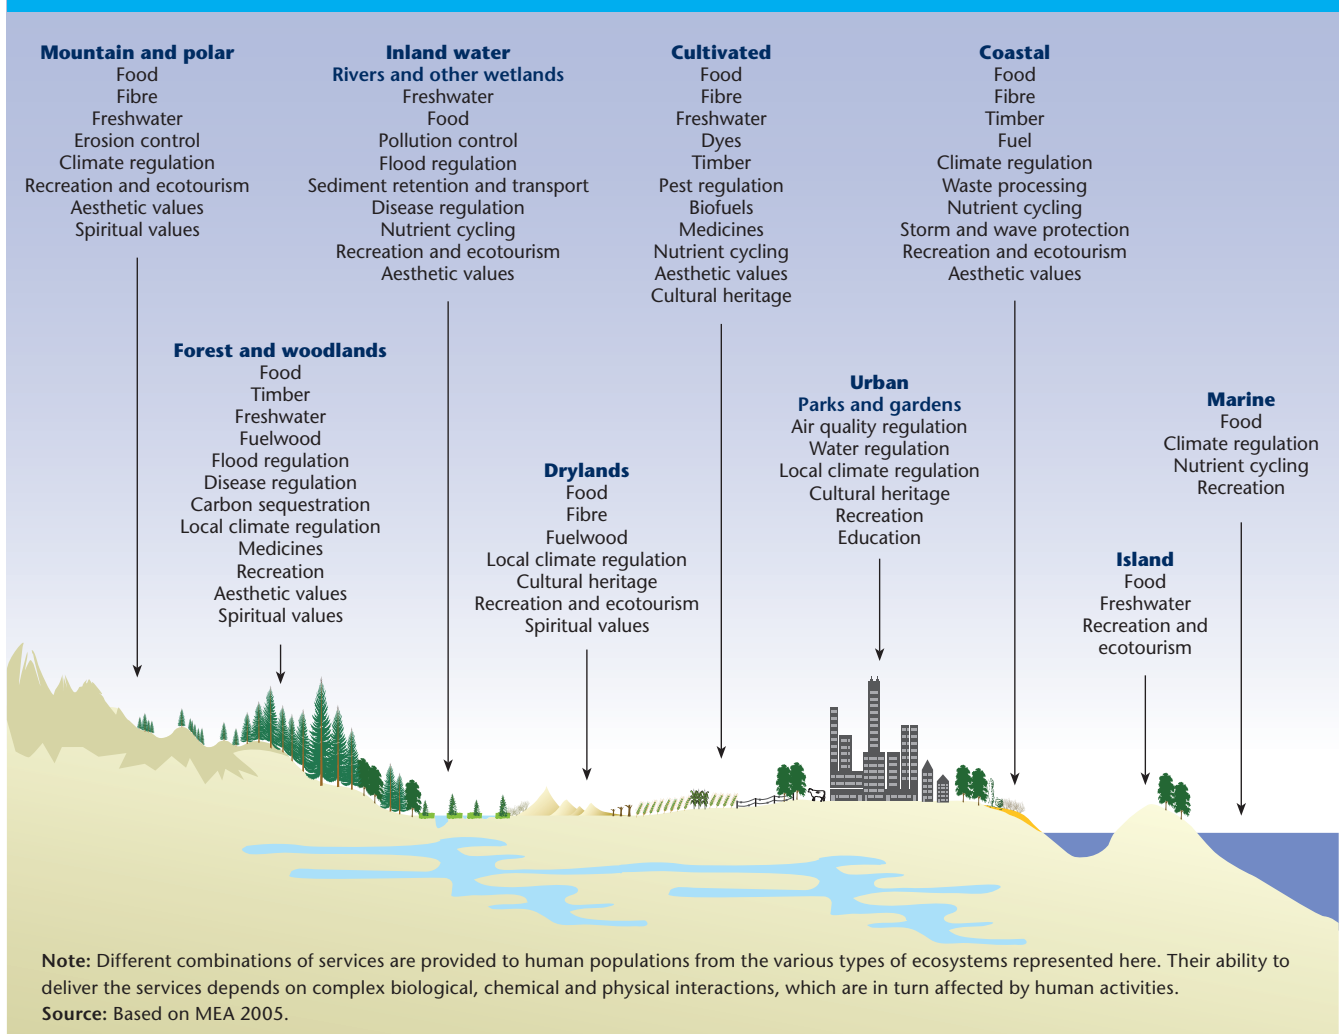 Mountain and polar
Food
Fibre
Freshwater
Erosion control
Climate regulation
Recreation and ecotourism
Aesthetic values
Spiritual values
Inland water
Rivers and other wetlands
Freshwater
Food
Pollution control
Flood regulation
Sediment retention and transport
Disease regulation
Nutrient cycling
Recreation and ecotourism
Aesthetic values
Cultivated
Food
Fibre
Freshwater
Dyes
Timber
Pest regulation
Biofuels
Medicines
Nutrient cycling
Aesthetic values
Cultural heritage
Coastal
Food
Fibre
Timber
Fuel
Climate regulation
Waste processing
Nutrient cycling
Storm and wave protection
Recreation and ecotourism
Aesthetic values
Forest and woodlands
Food
Timber
Freshwater
Fuelwood
Flood regulation
Disease regulation
Carbon sequestration
Local climate regulation
Medicines
Recreation
Aesthetic values
Spiritual values
Drylands
Food
Fibre
Fuelwood
Local climate regulation
Cultural heritage
Recreation and ecotourism
Spiritual values
Urban
Parks and gardens
Air quality regulation
Water regulation
Local climate regulation
Cultural heritage
Recreation
Education
Island
Food
Freshwater
Recreation and
ecotourism
Marine
Food
Climate regulation
Nutrient cycling
Recreation
Note: Different combinations of services are provided to human populations from the various types of ecosystems represented here. Their ability to
deliver the services depends on complex biological, chemical and physical interactions, which are in turn affected by human activities.
Source: Based on MEA 2005.